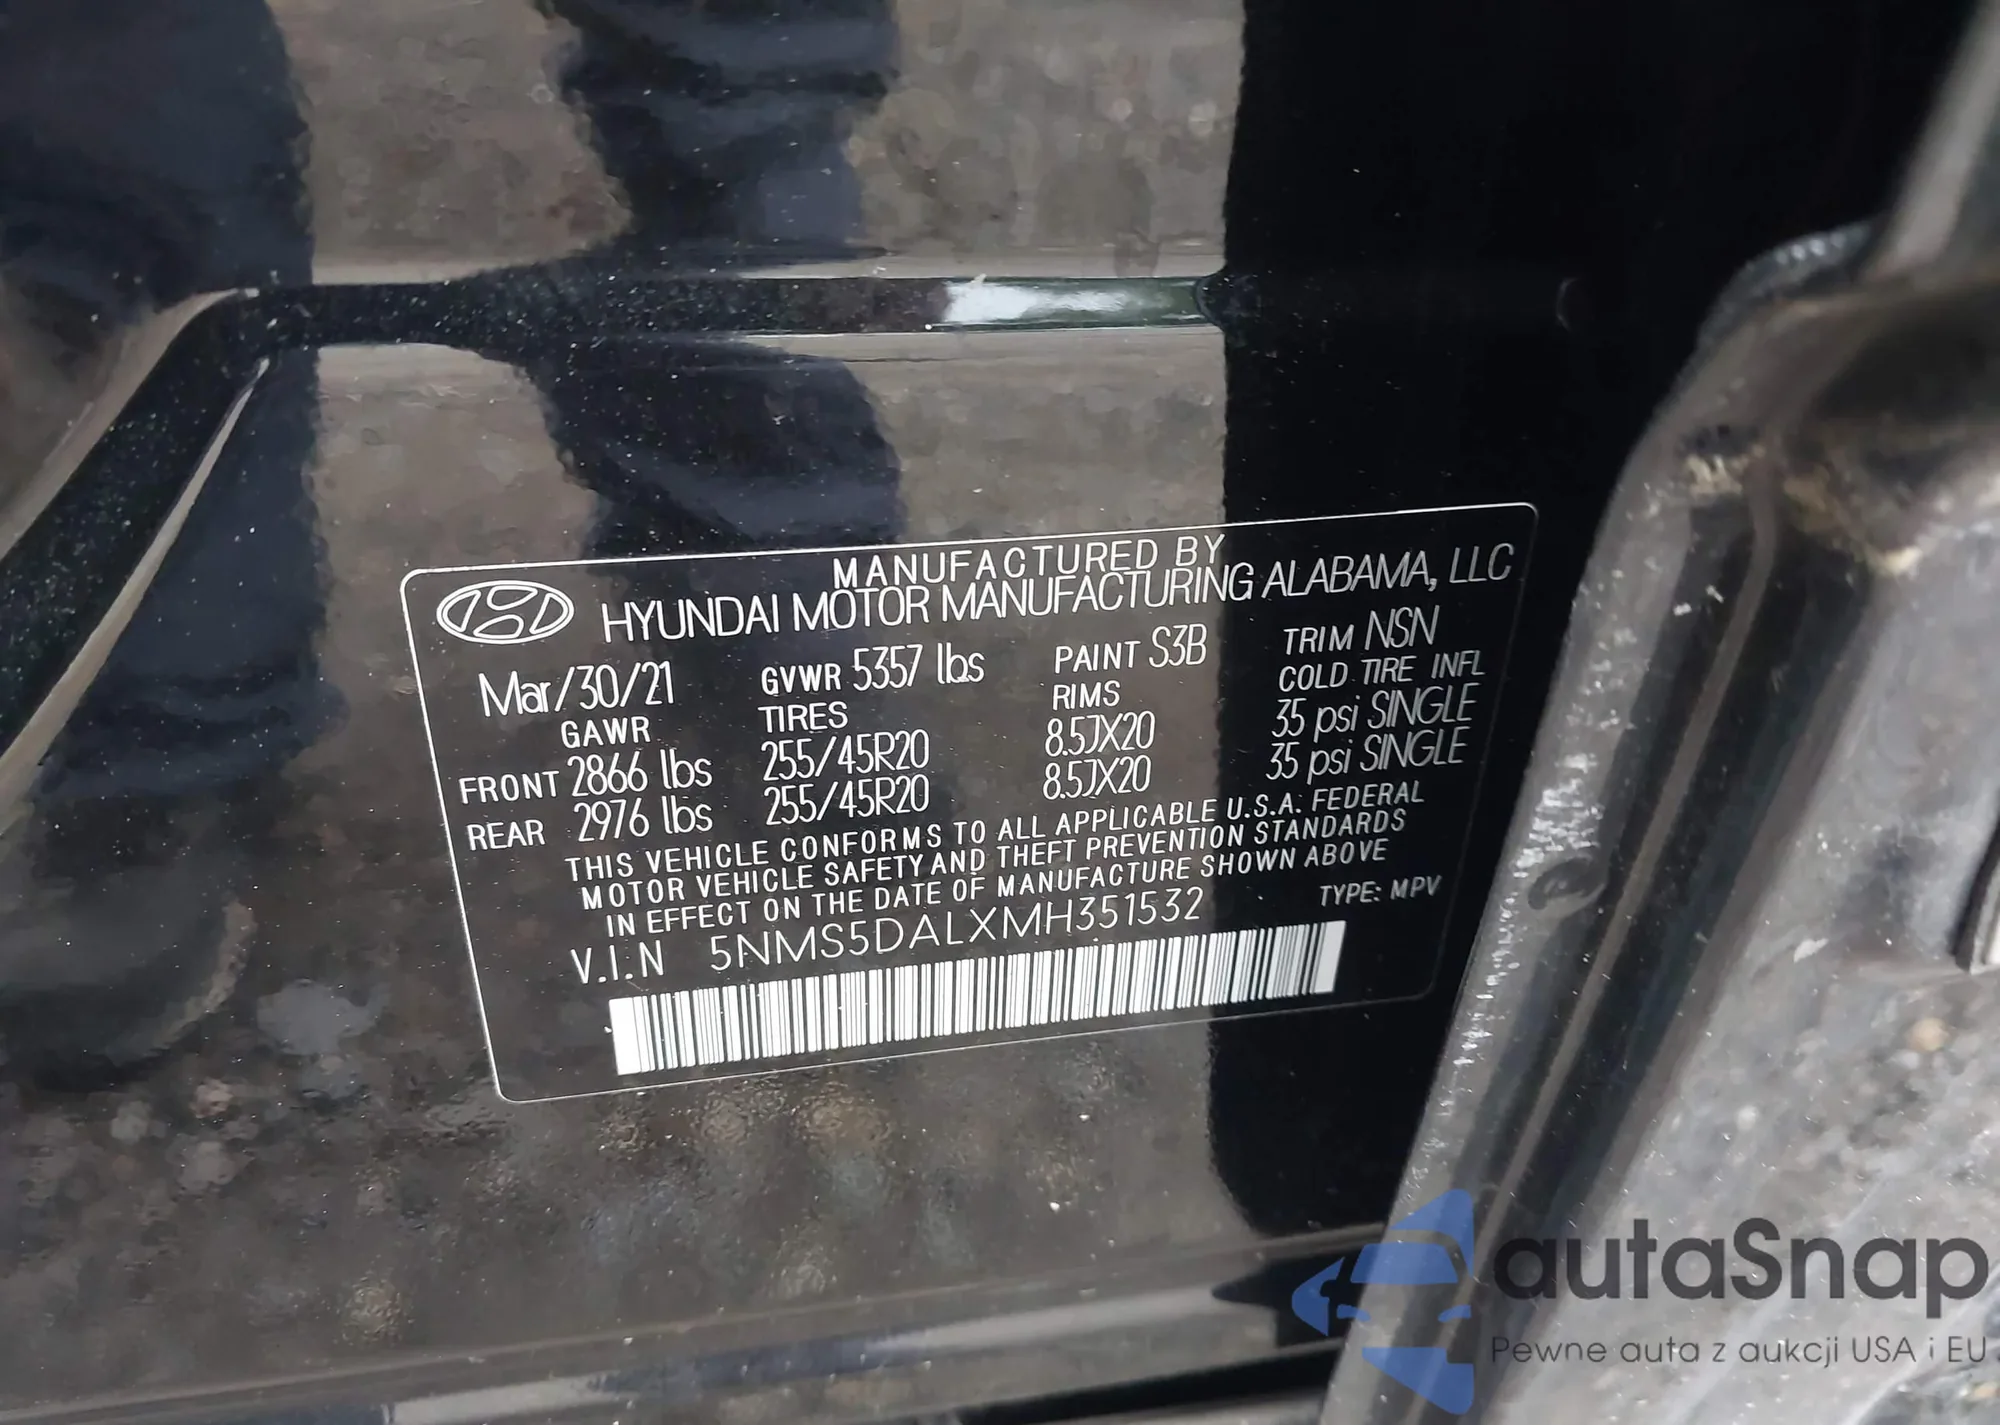 MANUFACTURED BY
HYUNDAI MOTOR MANUFACTURING ALABAMA, LLC
Mar/30/21 GVWR 5357 lbs PAINT S3B TRIM NSN
GAWR TIRES RIMS COLD TIRE INFL
FRONT 2866 lbs 255/45R20 8.5JX20 35 psi SINGLE
REAR 2976 lbs 255/45R20 8.5JX20 35 psi SINGLE
THIS VEHICLE CONFORMS TO ALL APPLICABLE U.S.A. FEDERAL
MOTOR VEHICLE SAFETY AND THEFT PREVENTION STANDARDS
IN EFFECT ON THE DATE OF MANUFACTURE SHOWN ABOVE
V.I.N 5NMS5DALXMH351532 TYPE: MPV
autaSnap
Pewne auta z aukcji USA i EU